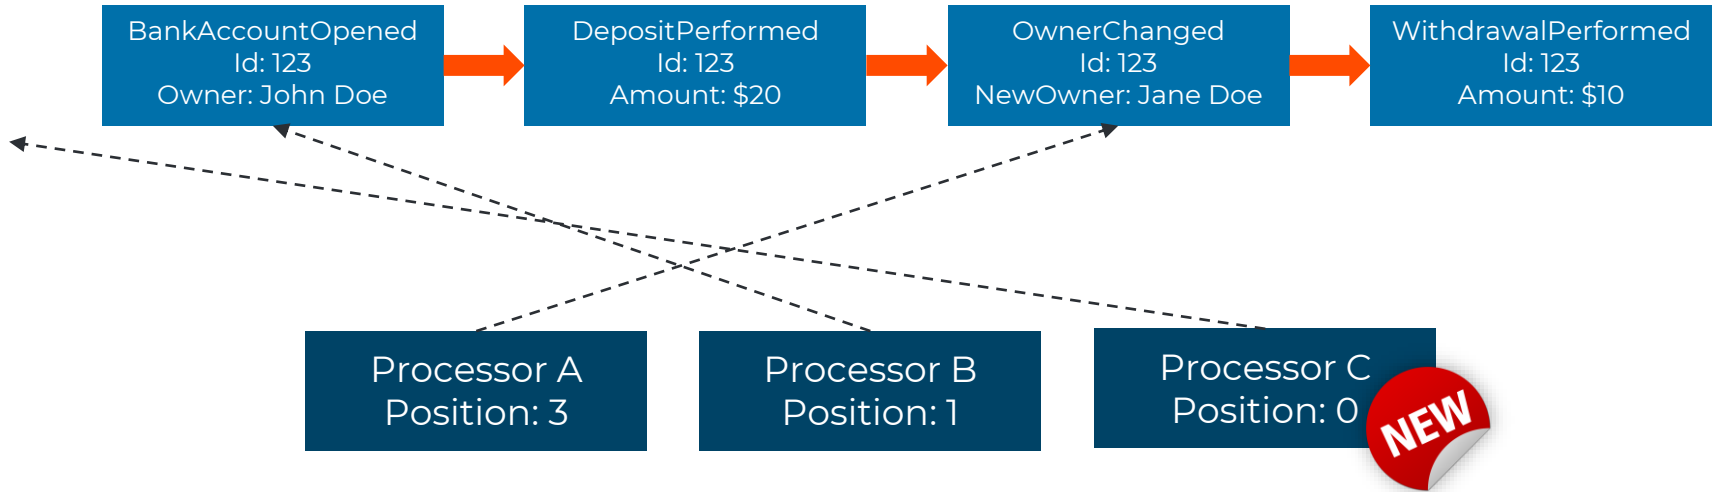 BankAccountOpened
Id: 123
Owner: John Doe
DepositPerformed
Id: 123
Amount: $20
OwnerChanged
Id: 123
NewOwner: Jane Doe
WithdrawalPerformed
Id: 123
Amount: $10
Processor A
Position: 3
Processor B
Position: 1
Processor C
Position: 0
NEW